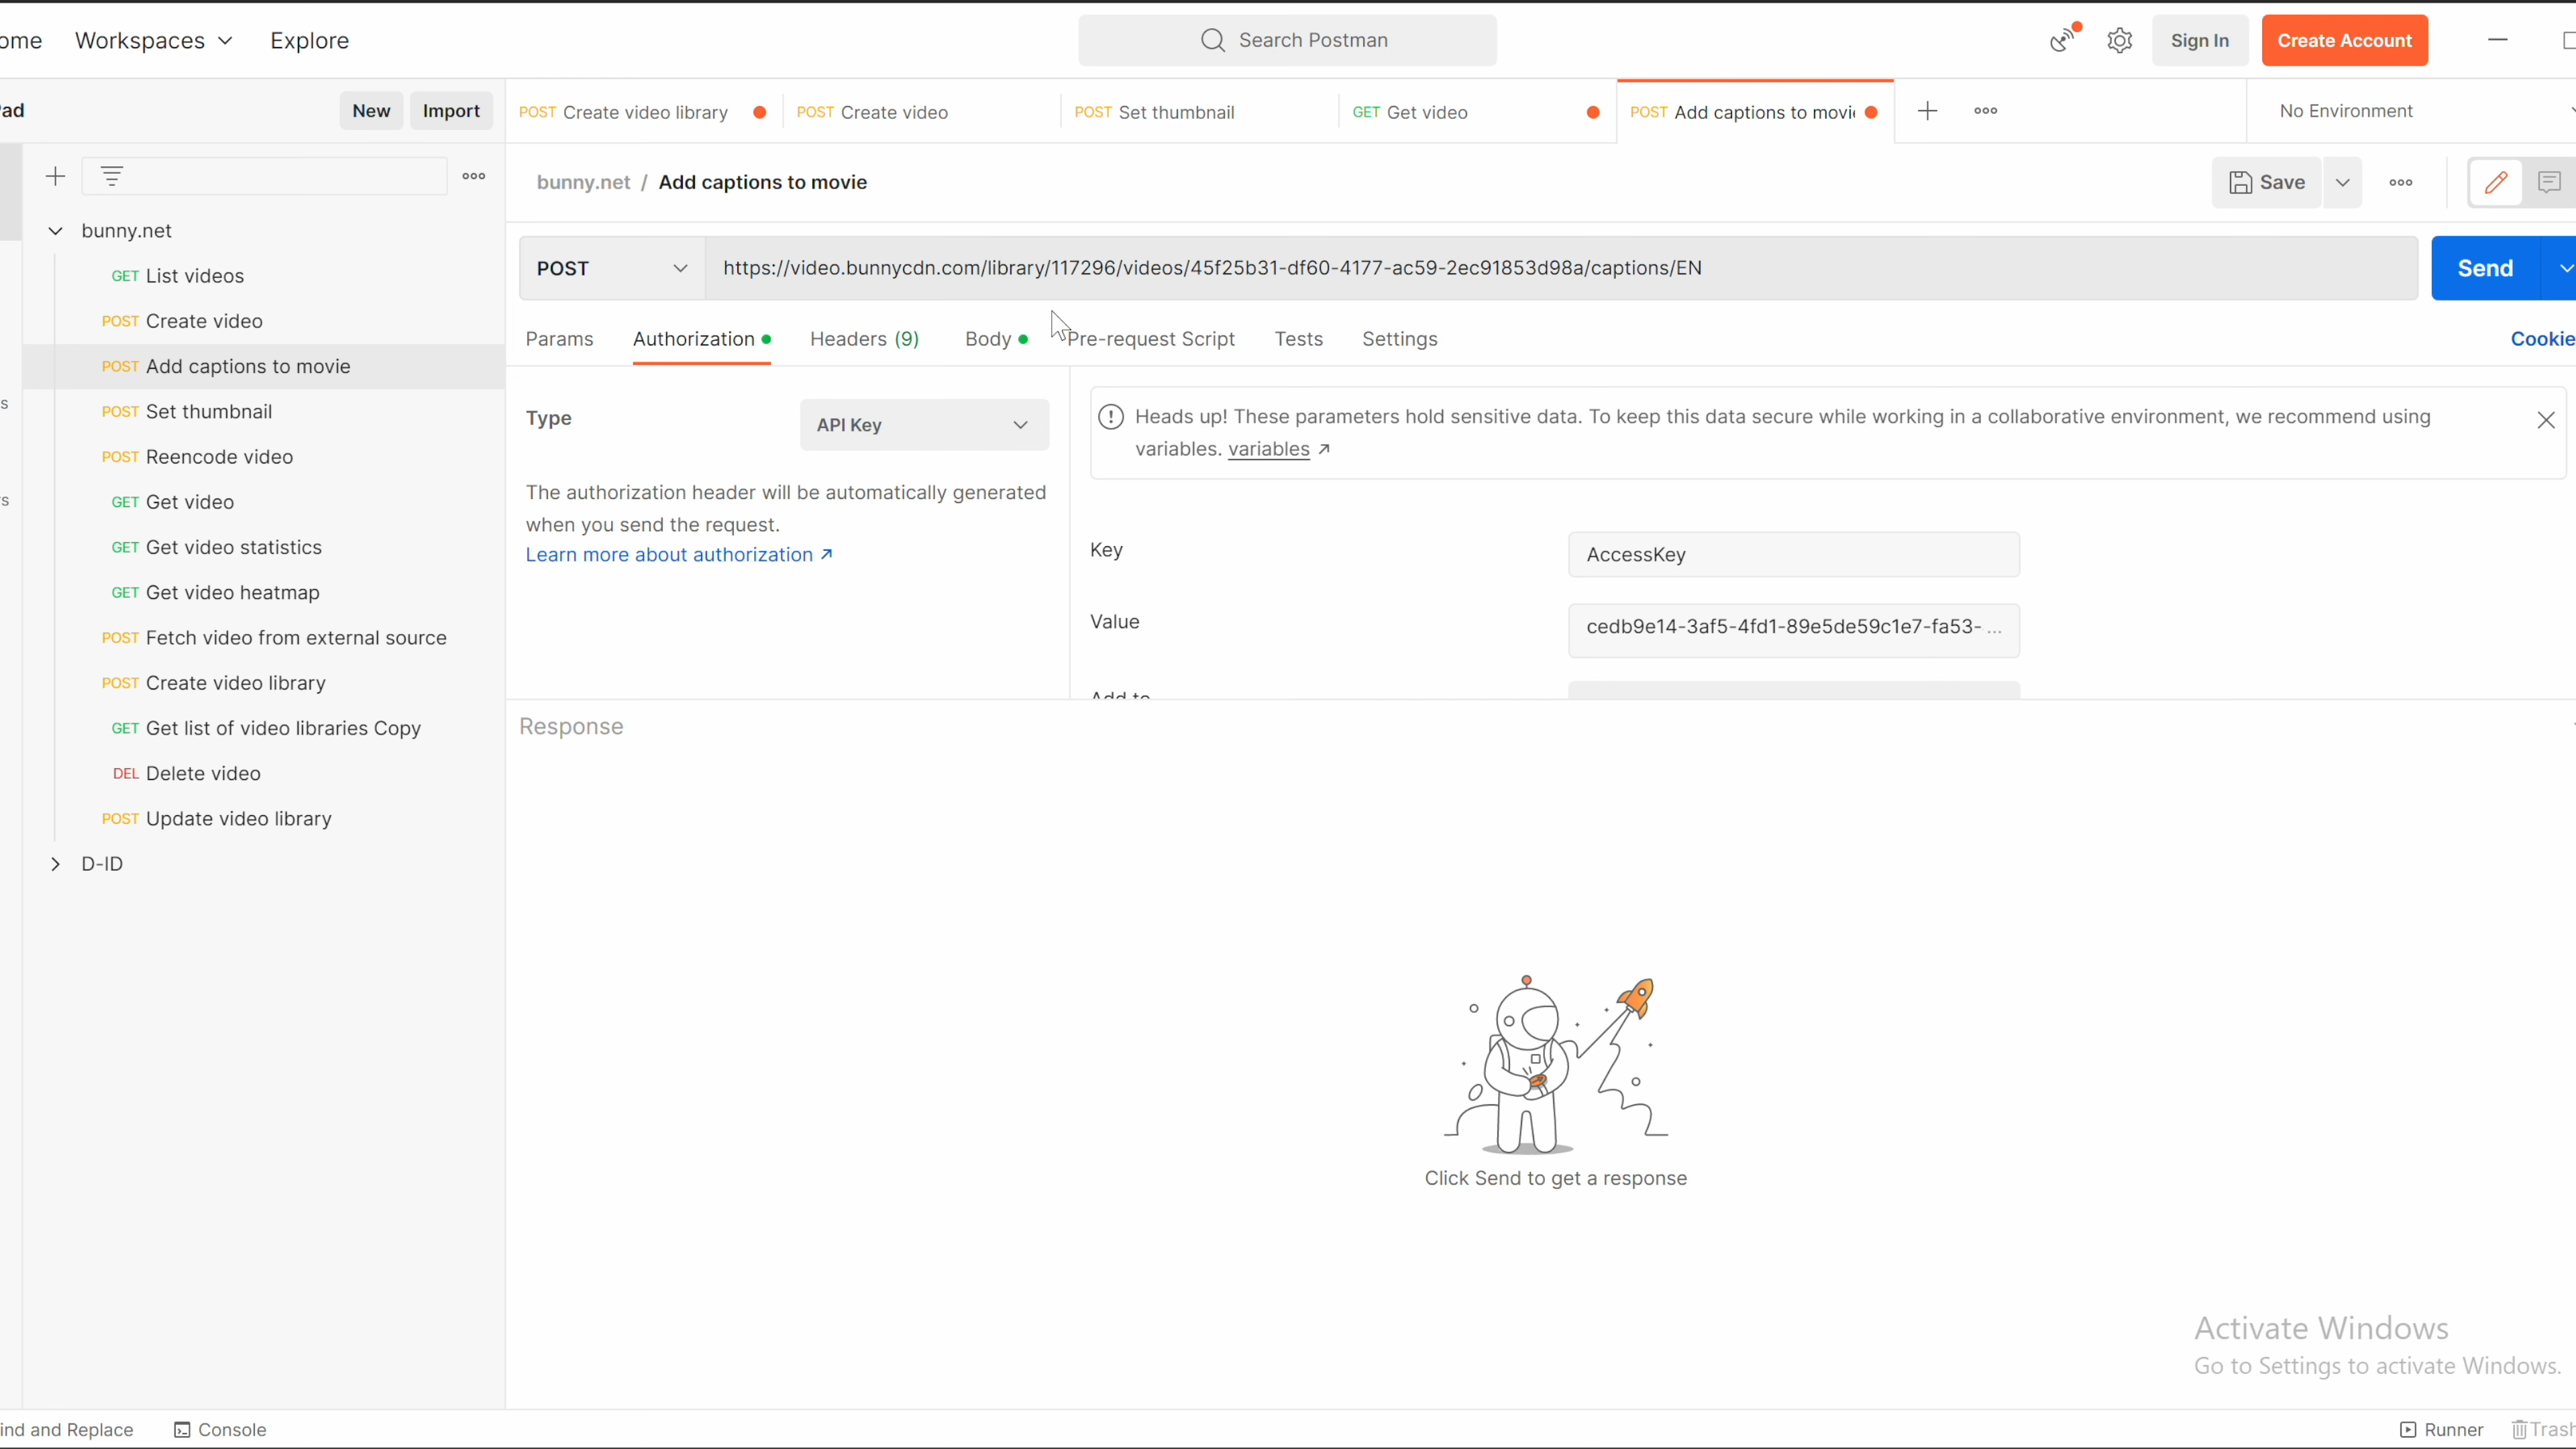 ome Workspaces Explore Search Postman Sign In Create Account
Pad New Import POST Create video library POST Create video POST Set thumbnail GET Get video POST Add captions to movi No Environment
bunny.net / Add captions to movie Save
bunny.net
POST https://video.bunnycdn.com/library/117296/videos/45f25b31-df60-4177-ac59-2ec91853d98a/captions/EN Send
GET List videos
POST Create video
Params Authorization Headers (9) Body Pre-request Script Tests Settings Cookie
POST Add captions to movie
s
POST Set thumbnail
Type API Key Heads up! These parameters hold sensitive data. To keep this data secure while working in a collaborative environment, we recommend using
variables. variables ↗
POST Reencode video
rs
GET Get video
The authorization header will be automatically generated
when you send the request.
Learn more about authorization ↗
GET Get video statistics
Key AccessKey
GET Get video heatmap
Value cedb9e14-3af5-4fd1-89e5de59c1e7-fa53- ...
POST Fetch video from external source
POST Create video library
Add to
GET Get list of video libraries Copy
Response
DEL Delete video
POST Update video library
D-ID
Click Send to get a response
Activate Windows
Go to Settings to activate Windows.
ind and Replace Console Runner Trash